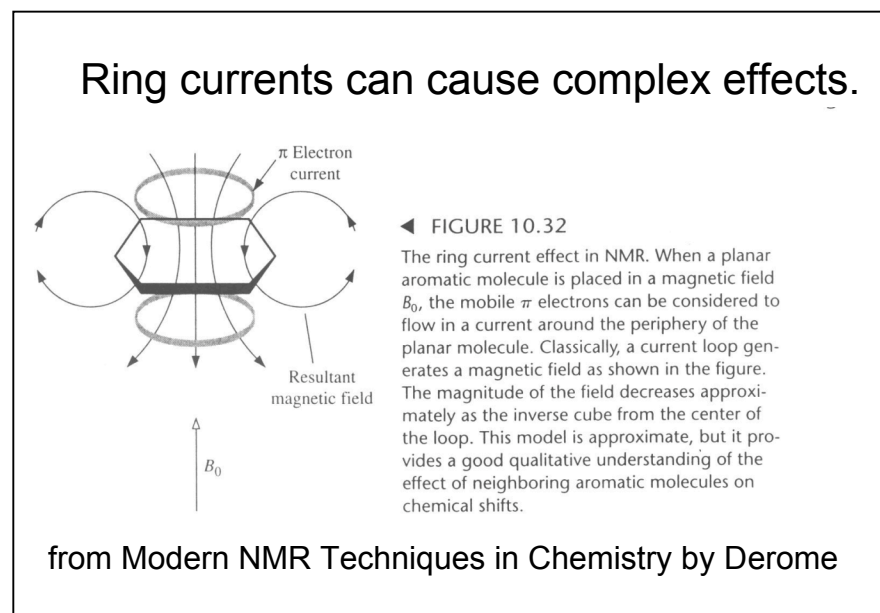 Ring currents can cause complex effects.
π Electron
current
Resultant
magnetic field
B₀
◄ FIGURE 10.32
The ring current effect in NMR. When a planar
aromatic molecule is placed in a magnetic field
B₀, the mobile π electrons can be considered to
flow in a current around the periphery of the
planar molecule. Classically, a current loop gen-
erates a magnetic field as shown in the figure.
The magnitude of the field decreases approxi-
mately as the inverse cube from the center of
the loop. This model is approximate, but it pro-
vides a good qualitative understanding of the
effect of neighboring aromatic molecules on
chemical shifts.
from Modern NMR Techniques in Chemistry by Derome